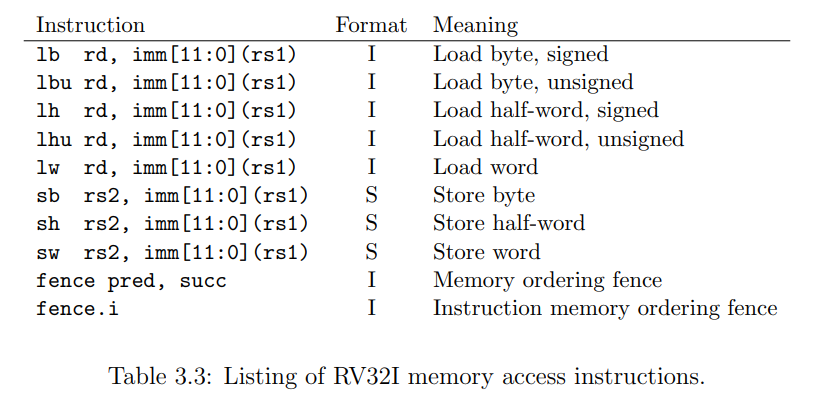 Instruction Format Meaning
lb rd, imm[11:0](rs1) I Load byte, signed
lbu rd, imm[11:0](rs1) I Load byte, unsigned
lh rd, imm[11:0](rs1) I Load half-word, signed
lhu rd, imm[11:0](rs1) I Load half-word, unsigned
lw rd, imm[11:0](rs1) I Load word
sb rs2, imm[11:0](rs1) S Store byte
sh rs2, imm[11:0](rs1) S Store half-word
sw rs2, imm[11:0](rs1) S Store word
fence pred, succ I Memory ordering fence
fence.i I Instruction memory ordering fence
Table 3.3: Listing of RV32I memory access instructions.